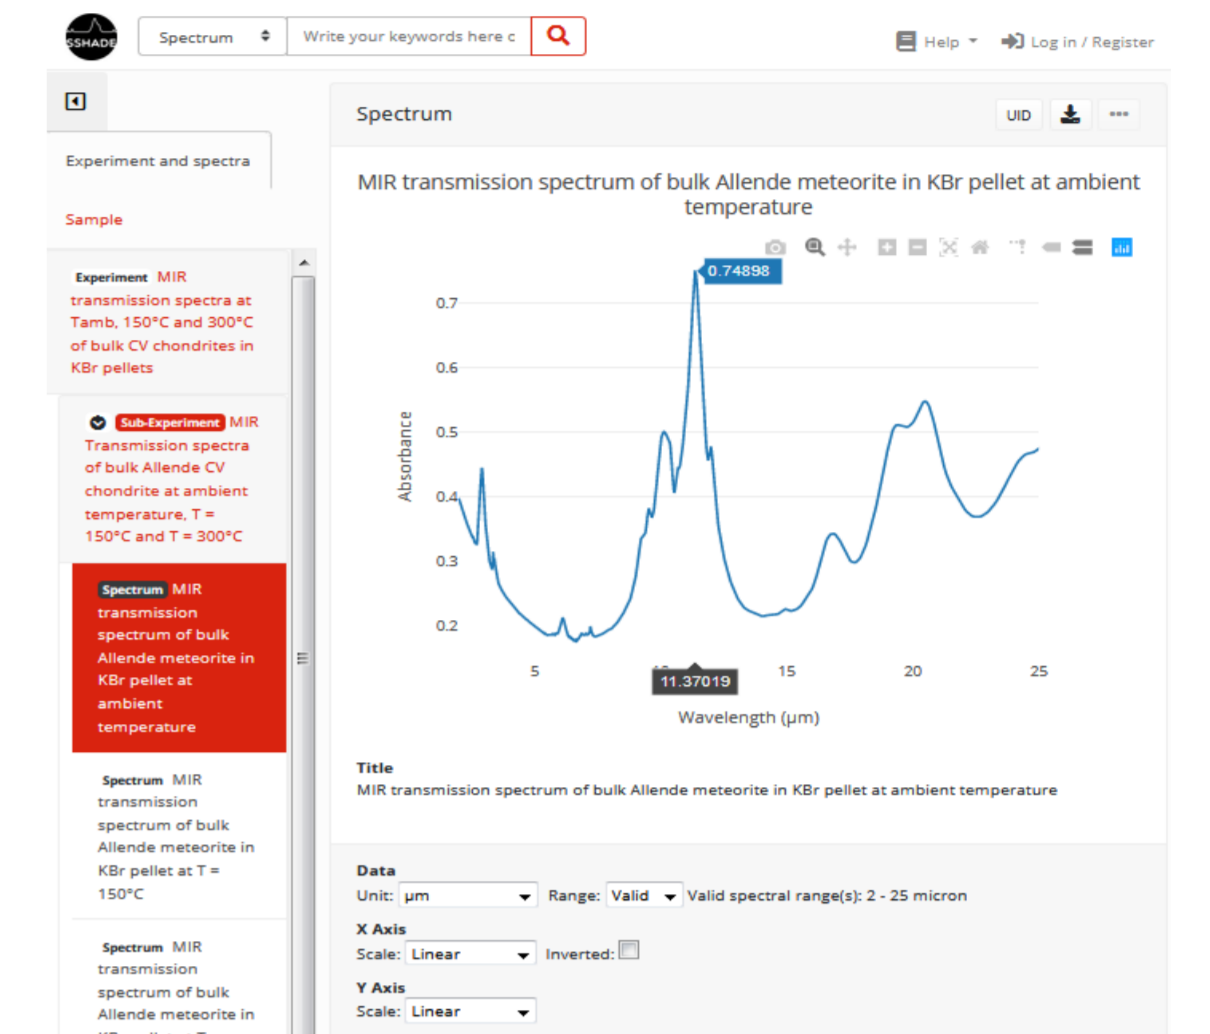 SSHADE
Spectrum
Write your keywords here c
Help
Log in / Register
Experiment and spectra
Sample
Experiment MIR
transmission spectra at
Tamb, 150°C and 300°C
of bulk CV chondrites in
KBr pellets
Sub-Experiment MIR
Transmission spectra
of bulk Allende CV
chondrite at ambient
temperature, T =
150°C and T = 300°C
Spectrum MIR
transmission
spectrum of bulk
Allende meteorite in
KBr pellet at
ambient
temperature
Spectrum MIR
transmission
spectrum of bulk
Allende meteorite in
KBr pellet at T =
150°C
Spectrum MIR
transmission
spectrum of bulk
Allende meteorite in
Spectrum
UID
MIR transmission spectrum of bulk Allende meteorite in KBr pellet at ambient
temperature
0.74898
0.7
0.6
0.5
0.4
0.3
0.2
Absorbance
5
15
20
25
11.37019
Wavelength (μm)
Title
MIR transmission spectrum of bulk Allende meteorite in KBr pellet at ambient temperature
Data
Unit: μm Range: Valid Valid spectral range(s): 2 - 25 micron
X Axis
Scale: Linear Inverted:
Y Axis
Scale: Linear